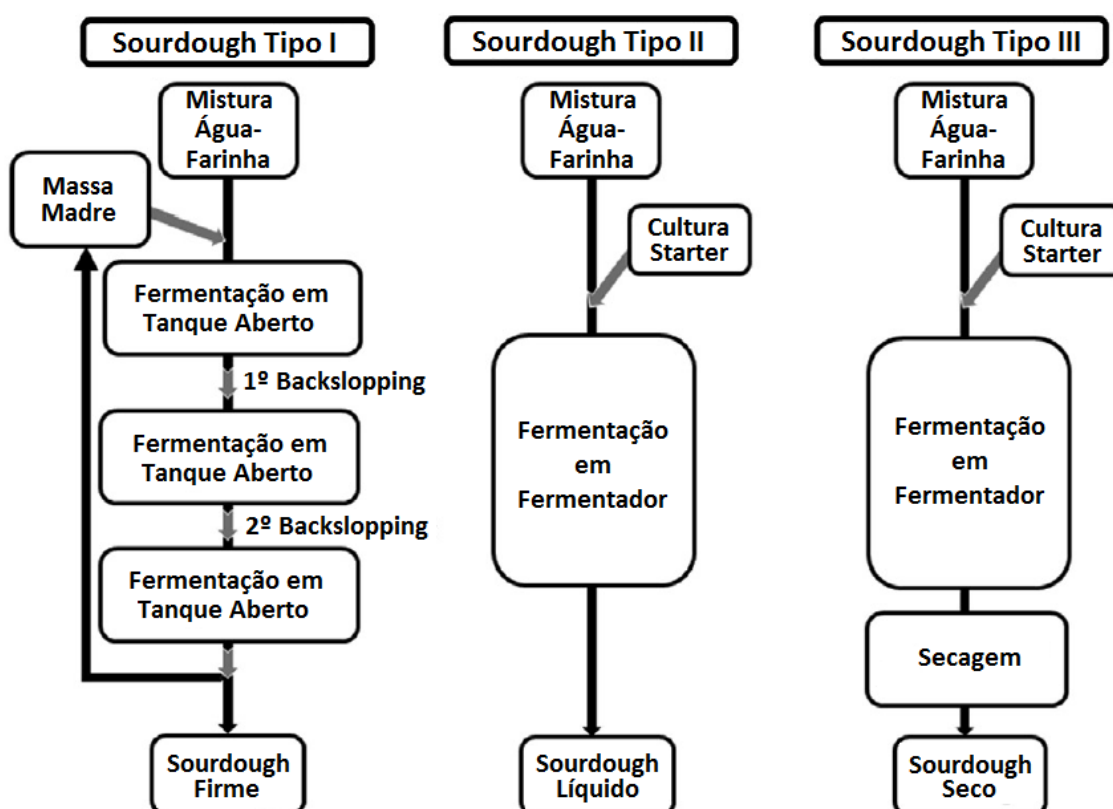 Sourdough Tipo I
Mistura
Água-
Farinha
Massa
Madre
Fermentação em
Tanque Aberto
1º Backslopping
Fermentação em
Tanque Aberto
2º Backslopping
Fermentação em
Tanque Aberto
Sourdough
Firme
Sourdough Tipo II
Mistura
Água-
Farinha
Cultura
Starter
Fermentação
em
Fermentador
Sourdough
Líquido
Sourdough Tipo III
Mistura
Água-
Farinha
Cultura
Starter
Fermentação
em
Fermentador
Secagem
Sourdough
Seco